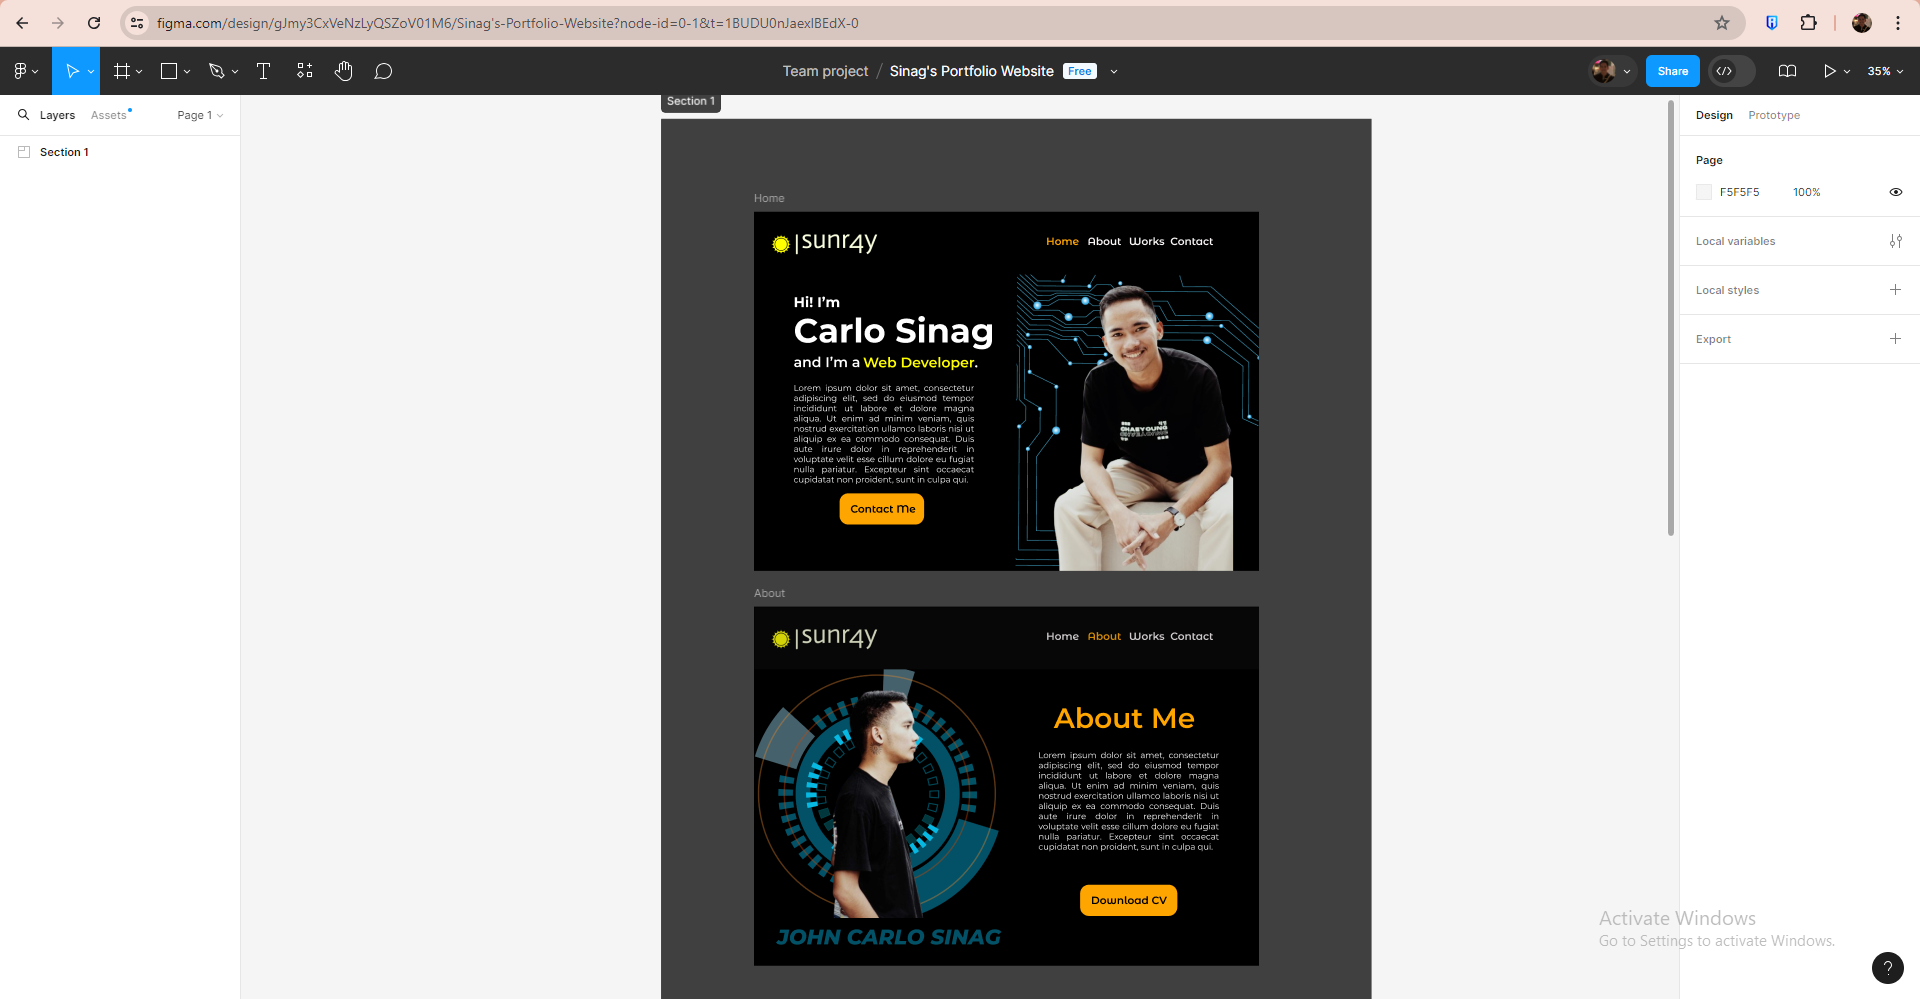 figma.com/design/gJmy3CxVeNzLyQSZoV01M6/Sinag's-Portfolio-Website?node-id=0-1&t=1BUDU0nJaexIBEdX-0
Team project / Sinag's Portfolio Website Free
Share
35%
Layers Assets Page 1
Section 1
Section 1
Design Prototype
Page
F5F5F5 100%
Local variables
Local styles
Export
Home
|sunr4y
Home About Works Contact
Hi! I'm
Carlo Sinag
and I'm a Web Developer.
Lorem ipsum dolor sit amet, consectetur
adipiscing elit, sed do eiusmod tempor
incididunt ut labore et dolore magna
aliqua. Ut enim ad minim veniam, quis
nostrud exercitation ullamco laboris nisi ut
aliquip ex ea commodo consequat. Duis
aute irure dolor in reprehenderit in
voluptate velit esse cillum dolore eu fugiat
nulla pariatur. Excepteur sint occaecat
cupidatat non proident, sunt in culpa qui.
Contact Me
CHAEYOUNG
About
|sunr4y
Home About Works Contact
About Me
Lorem ipsum dolor sit amet, consectetur
adipiscing elit, sed do eiusmod tempor
incididunt ut labore et dolore magna
aliqua. Ut enim ad minim veniam, quis
nostrud exercitation ullamco laboris nisi ut
aliquip ex ea commodo consequat. Duis
aute irure dolor in reprehenderit in
voluptate velit esse cillum dolore eu fugiat
nulla pariatur. Excepteur sint occaecat
cupidatat non proident, sunt in culpa qui.
Download CV
JOHN CARLO SINAG
Activate Windows
Go to Settings to activate Windows.
?